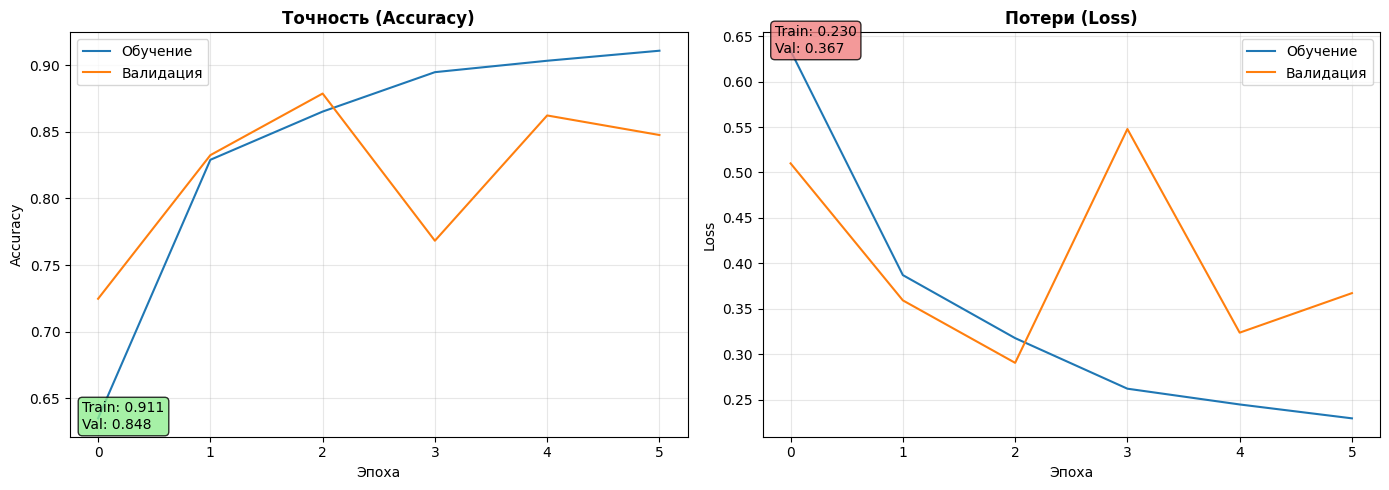 Точность (Accuracy)
Обучение
Валидация
0.90
0.85
0.80
0.75
0.70
0.65
Accuracy
Train: 0.911
Val: 0.848
0 1 2 3 4 5
Эпоха
Потери (Loss)
Train: 0.230
Val: 0.367
Обучение
Валидация
0.65
0.60
0.55
0.50
0.45
0.40
0.35
0.30
0.25
Loss
0 1 2 3 4 5
Эпоха